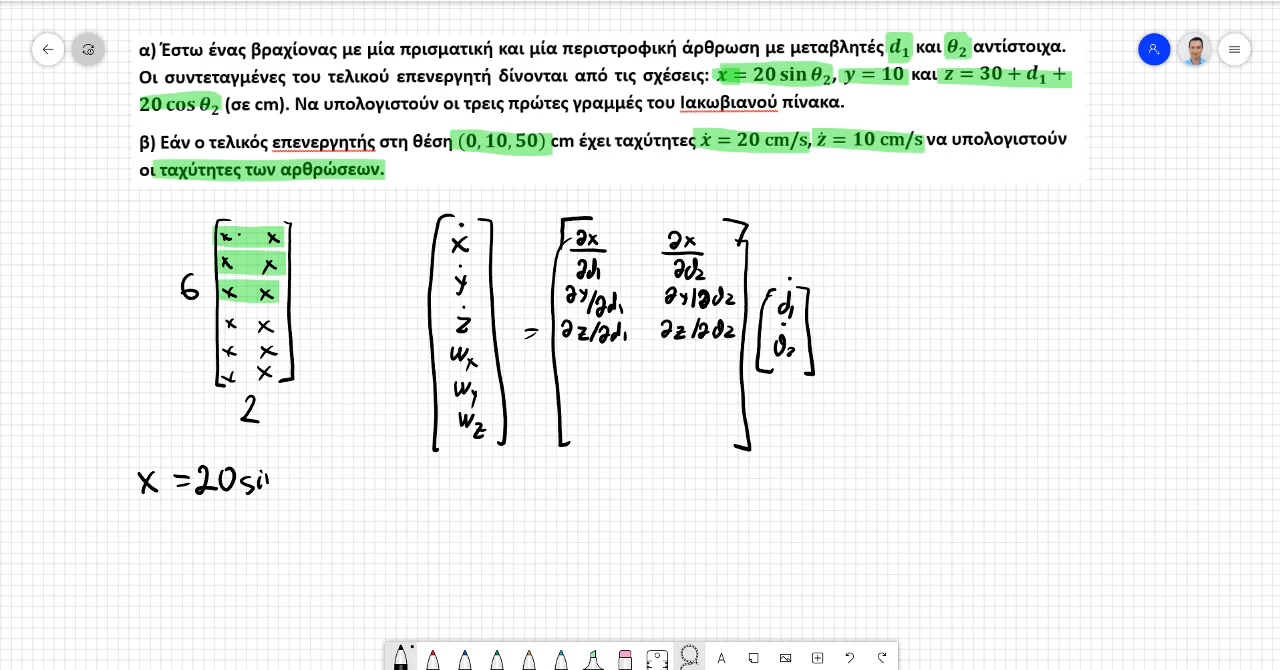 α) Έστω ένας βραχίονας με μία πρισματική και μία περιστροφική άρθρωση με μεταβλητές d₁ και θ₂ αντίστοιχα.
Οι συντεταγμένες του τελικού επενεργητή δίνονται από τις σχέσεις: x = 20 sin θ₂, y = 10 και z = 30 + d₁ +
20 cos θ₂ (σε cm). Να υπολογιστούν οι τρεις πρώτες γραμμές του Ιακωβιανού πίνακα.
β) Εάν ο τελικός επενεργητής στη θέση (0, 10, 50) cm έχει ταχύτητες ẋ = 20 cm/s, ż = 10 cm/s να υπολογιστούν
οι ταχύτητες των αρθρώσεων.
x x
x x
x x
x x
x x
x x
6
2
ẋ
ẏ
ż
wx
wy
wz
=
∂x/∂d₁ ∂x/∂θ₂
∂y/∂d₁ ∂y/∂θ₂
∂z/∂d₁ ∂z/∂θ₂
ḋ₁
θ̇₂
x = 20 si
A